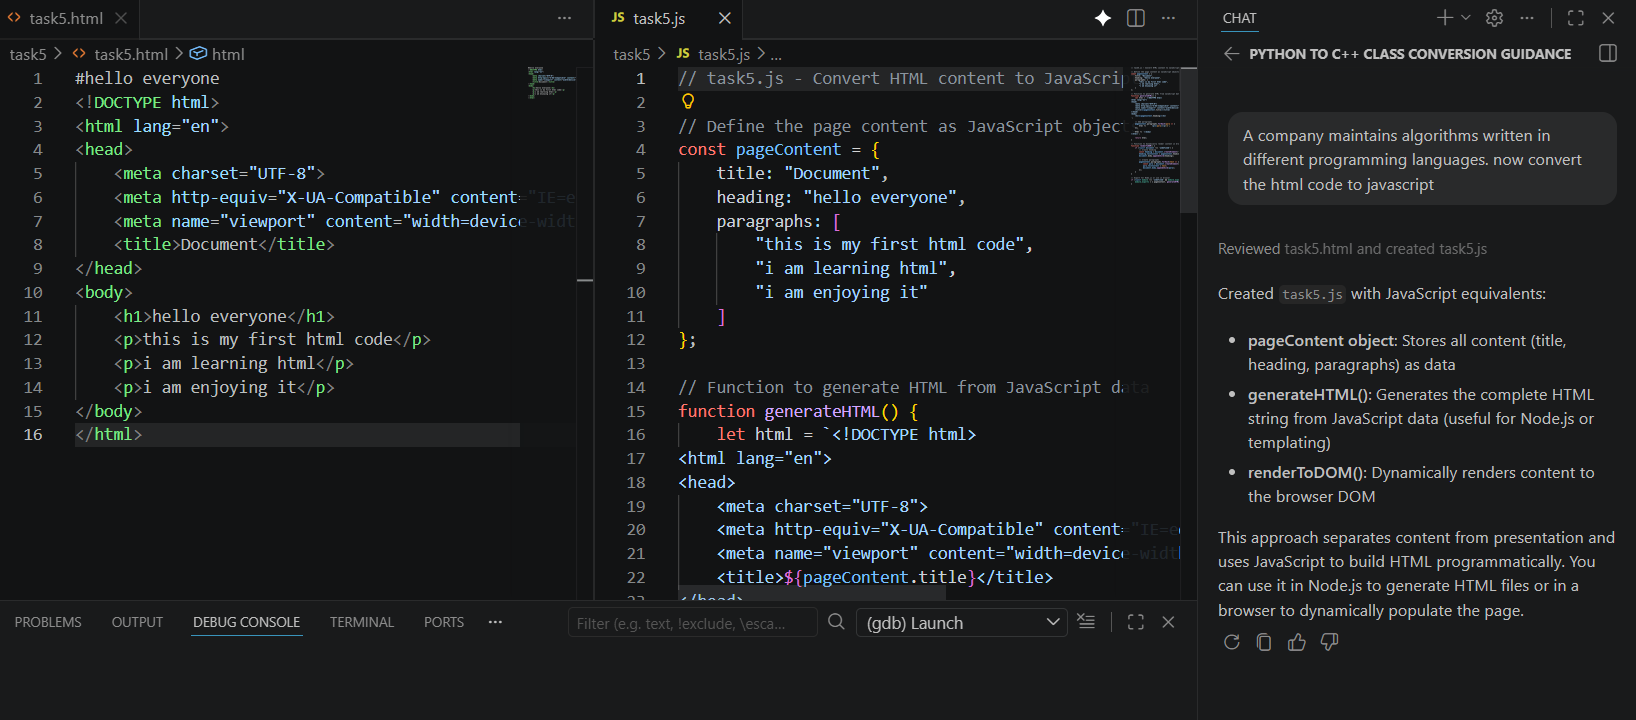 task5.html
task5 > task5.html > html
1 #hello everyone
2 <!DOCTYPE html>
3 <html lang="en">
4 <head>
5 <meta charset="UTF-8">
6 <meta http-equiv="X-UA-Compatible" content="IE=e
7 <meta name="viewport" content="width=device-widt
8 <title>Document</title>
9 </head>
10 <body>
11 <h1>hello everyone</h1>
12 <p>this is my first html code</p>
13 <p>i am learning html</p>
14 <p>i am enjoying it</p>
15 </body>
16 </html>
JS task5.js
task5 > JS task5.js > ...
1 // task5.js - Convert HTML content to JavaScrip
2
3 // Define the page content as JavaScript objec
4 const pageContent = {
5 title: "Document",
6 heading: "hello everyone",
7 paragraphs: [
8 "this is my first html code",
9 "i am learning html",
10 "i am enjoying it"
11 ]
12 };
13
14 // Function to generate HTML from JavaScript data
15 function generateHTML() {
16 let html = `<!DOCTYPE html>
17 <html lang="en">
18 <head>
19 <meta charset="UTF-8">
20 <meta http-equiv="X-UA-Compatible" content="IE=e
21 <meta name="viewport" content="width=device-widt
22 <title>${pageContent.title}</title>
23 </head>
PROBLEMS OUTPUT DEBUG CONSOLE TERMINAL PORTS ...
Filter (e.g. text, !exclude, \esca...
(gdb) Launch
CHAT
PYTHON TO C++ CLASS CONVERSION GUIDANCE
A company maintains algorithms written in
different programming languages. now convert
the html code to javascript
Reviewed task5.html and created task5.js
Created task5.js with JavaScript equivalents:
• pageContent object: Stores all content (title,
heading, paragraphs) as data
• generateHTML(): Generates the complete HTML
string from JavaScript data (useful for Node.js or
templating)
• renderToDOM(): Dynamically renders content to
the browser DOM
This approach separates content from presentation and
uses JavaScript to build HTML programmatically. You
can use it in Node.js to generate HTML files or in a
browser to dynamically populate the page.